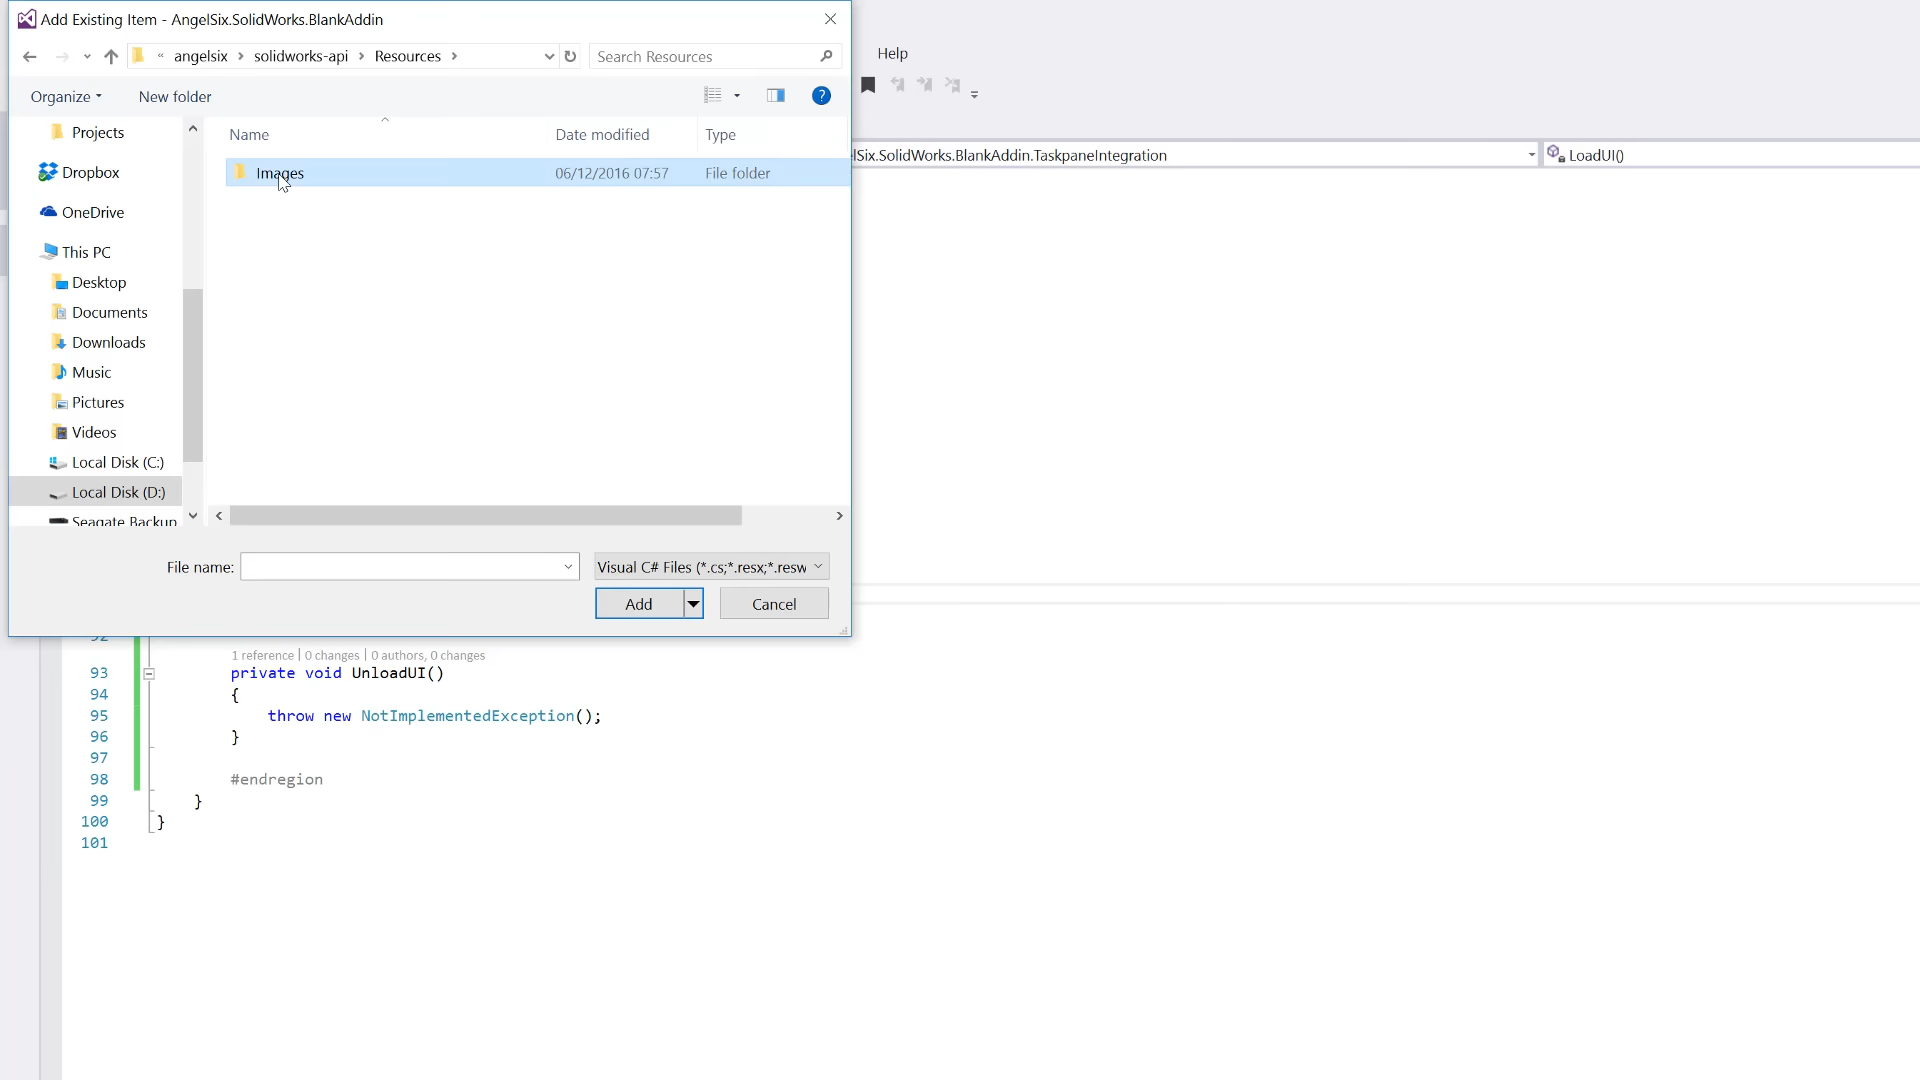 Add Existing Item - AngelSix.SolidWorks.BlankAddin
Help
« angelsix > solidworks-api > Resources >
Search Resources
Organize
New folder
Name
Date modified
Type
Projects
Images
06/12/2016 07:57
File folder
Dropbox
OneDrive
This PC
Desktop
Documents
Downloads
Music
Pictures
Videos
Local Disk (C:)
Local Disk (D:)
Seagate Backup
File name:
Visual C# Files (*.cs;*.resx;*.resw
Add
Cancel
lSix.SolidWorks.BlankAddin.TaskpaneIntegration
LoadUI()
92
1 reference | 0 changes | 0 authors, 0 changes
93 private void UnloadUI()
94 {
95 throw new NotImplementedException();
96 }
97
98 #endregion
99 }
100 }
101